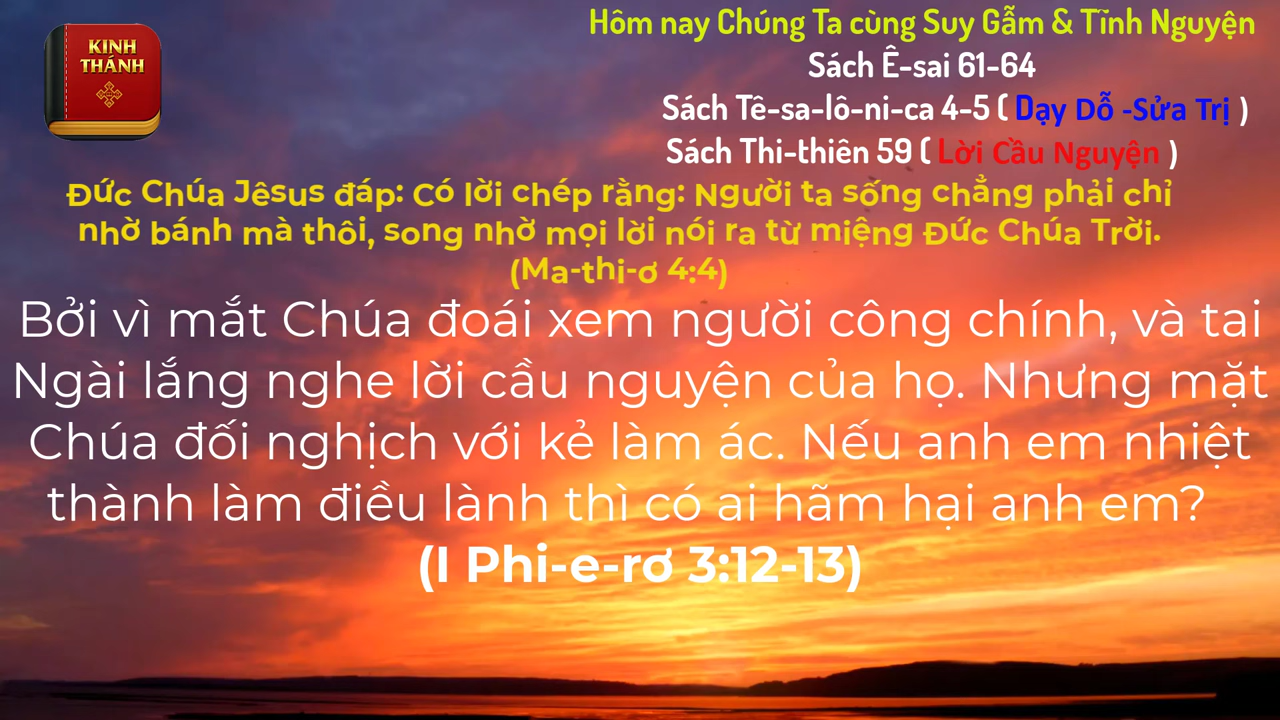 KINH
THÁNH
Hôm nay Chúng Ta cùng Suy Gẫm & Tĩnh Nguyện
Sách Ê-sai 61-64
Sách Tê-sa-lô-ni-ca 4-5 ( Dạy Dỗ -Sửa Trị )
Sách Thi-thiên 59 ( Lời Cầu Nguyện )
Đức Chúa Jêsus đáp: Có lời chép rằng: Người ta sống chẳng phải chỉ
nhờ bánh mà thôi, song nhờ mọi lời nói ra từ miệng Đức Chúa Trời.
(Ma-thi-ơ 4:4)
Bởi vì mắt Chúa đoái xem người công chính, và tai
Ngài lắng nghe lời cầu nguyện của họ. Nhưng mặt
Chúa đối nghịch với kẻ làm ác. Nếu anh em nhiệt
thành làm điều lành thì có ai hãm hại anh em?
(I Phi-e-rơ 3:12-13)